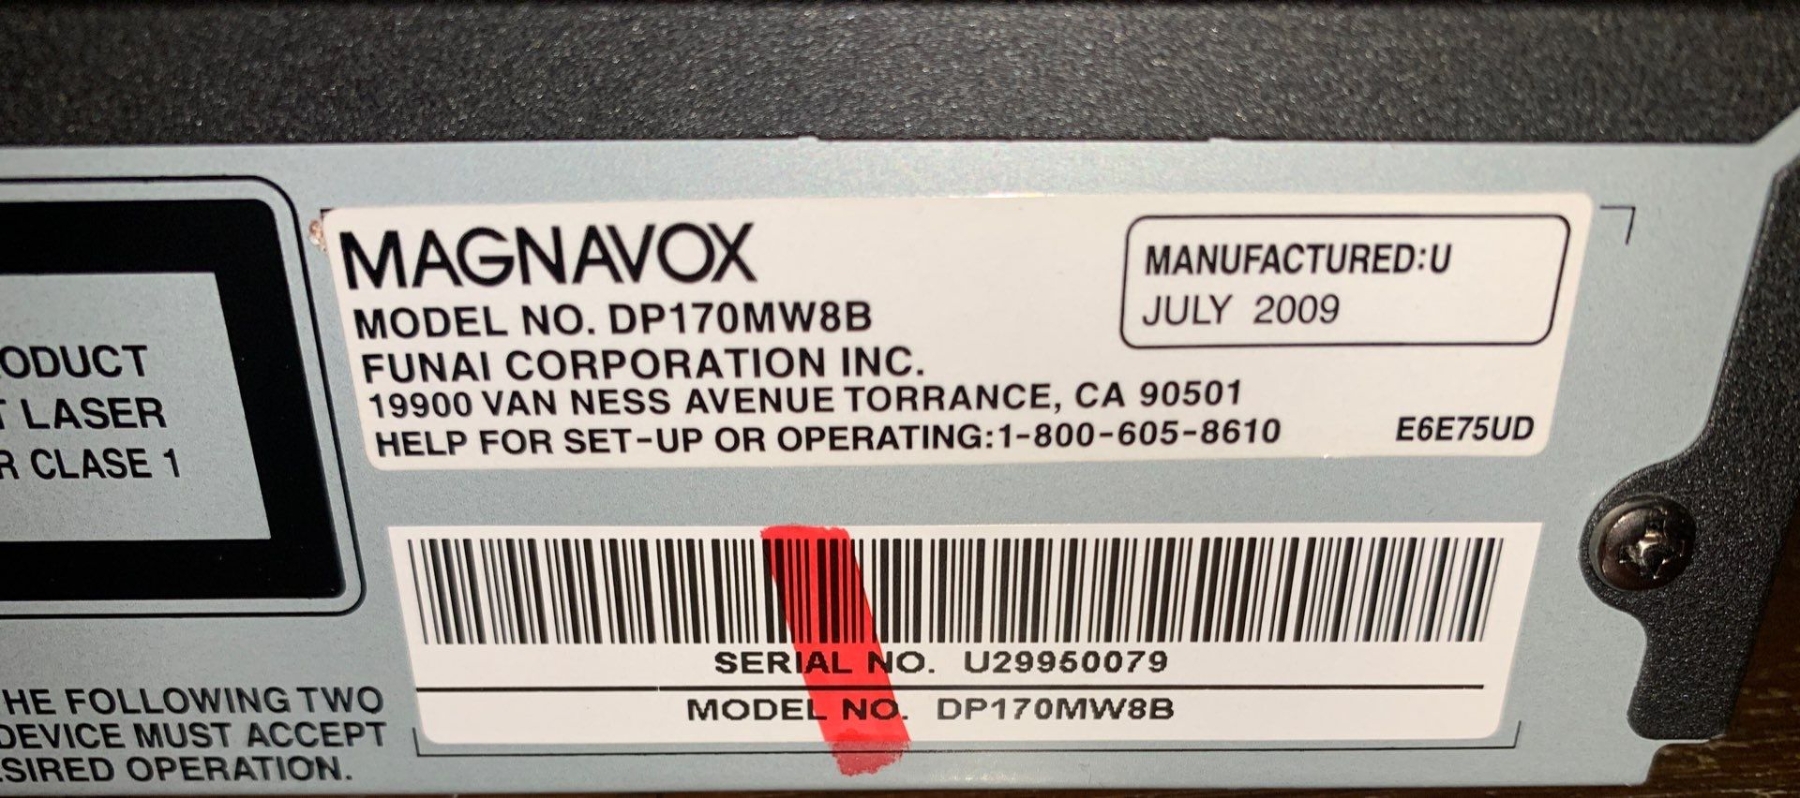 MAGNAVOX
MODEL NO. DP170MW8B
FUNAI CORPORATION INC.
19900 VAN NESS AVENUE TORRANCE, CA 90501
HELP FOR SET-UP OR OPERATING:1-800-605-8610
E6E75UD
MANUFACTURED:U
JULY 2009
ODUCT
T LASER
R CLASE 1
SERIAL NO. U29950079
MODEL NO. DP170MW8B
HE FOLLOWING TWO
DEVICE MUST ACCEPT
SIRED OPERATION.